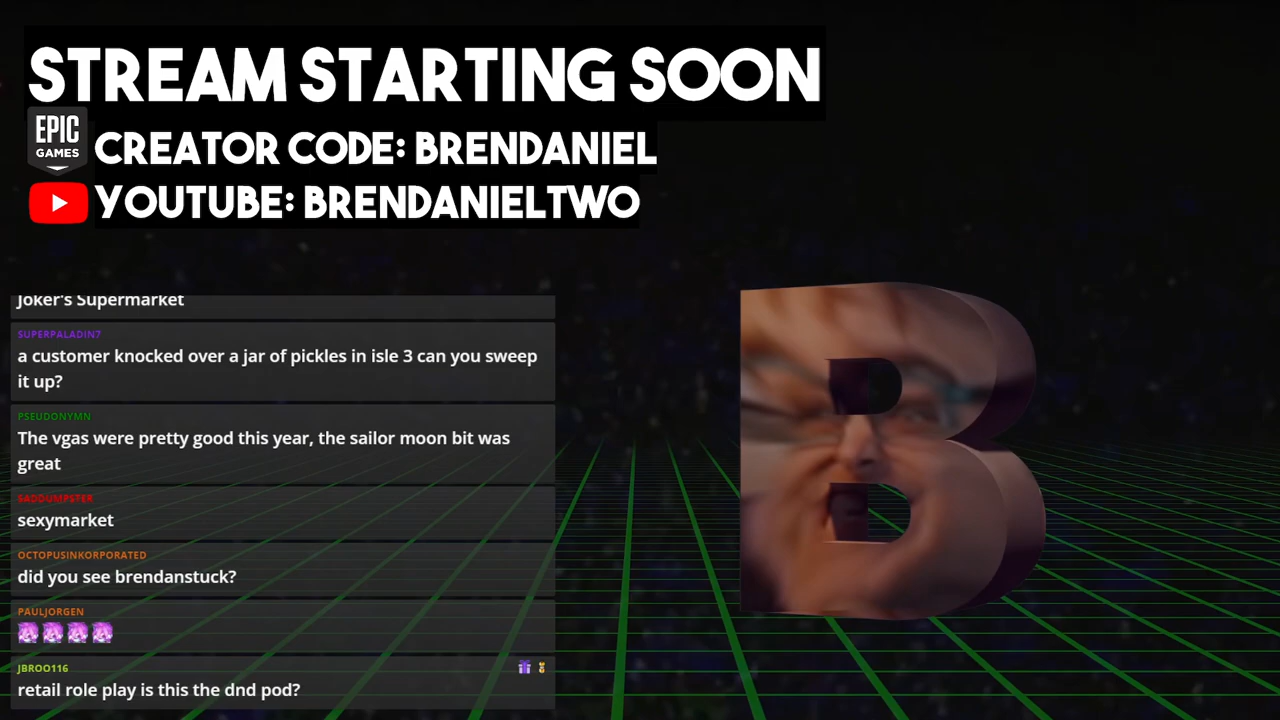 STREAM STARTING SOON
EPIC
GAMES
CREATOR CODE: BRENDANIEL
YOUTUBE: BRENDANIELTWO
Joker's Supermarket
SUPERPALADIN7
a customer knocked over a jar of pickles in isle 3 can you sweep
it up?
PSEUDONYMN
The vgas were pretty good this year, the sailor moon bit was
great
SADDUMPSTER
sexymarket
OCTOPUSINKORPORATED
did you see brendanstuck?
PAULJORGEN
JBROO116
retail role play is this the dnd pod?
B